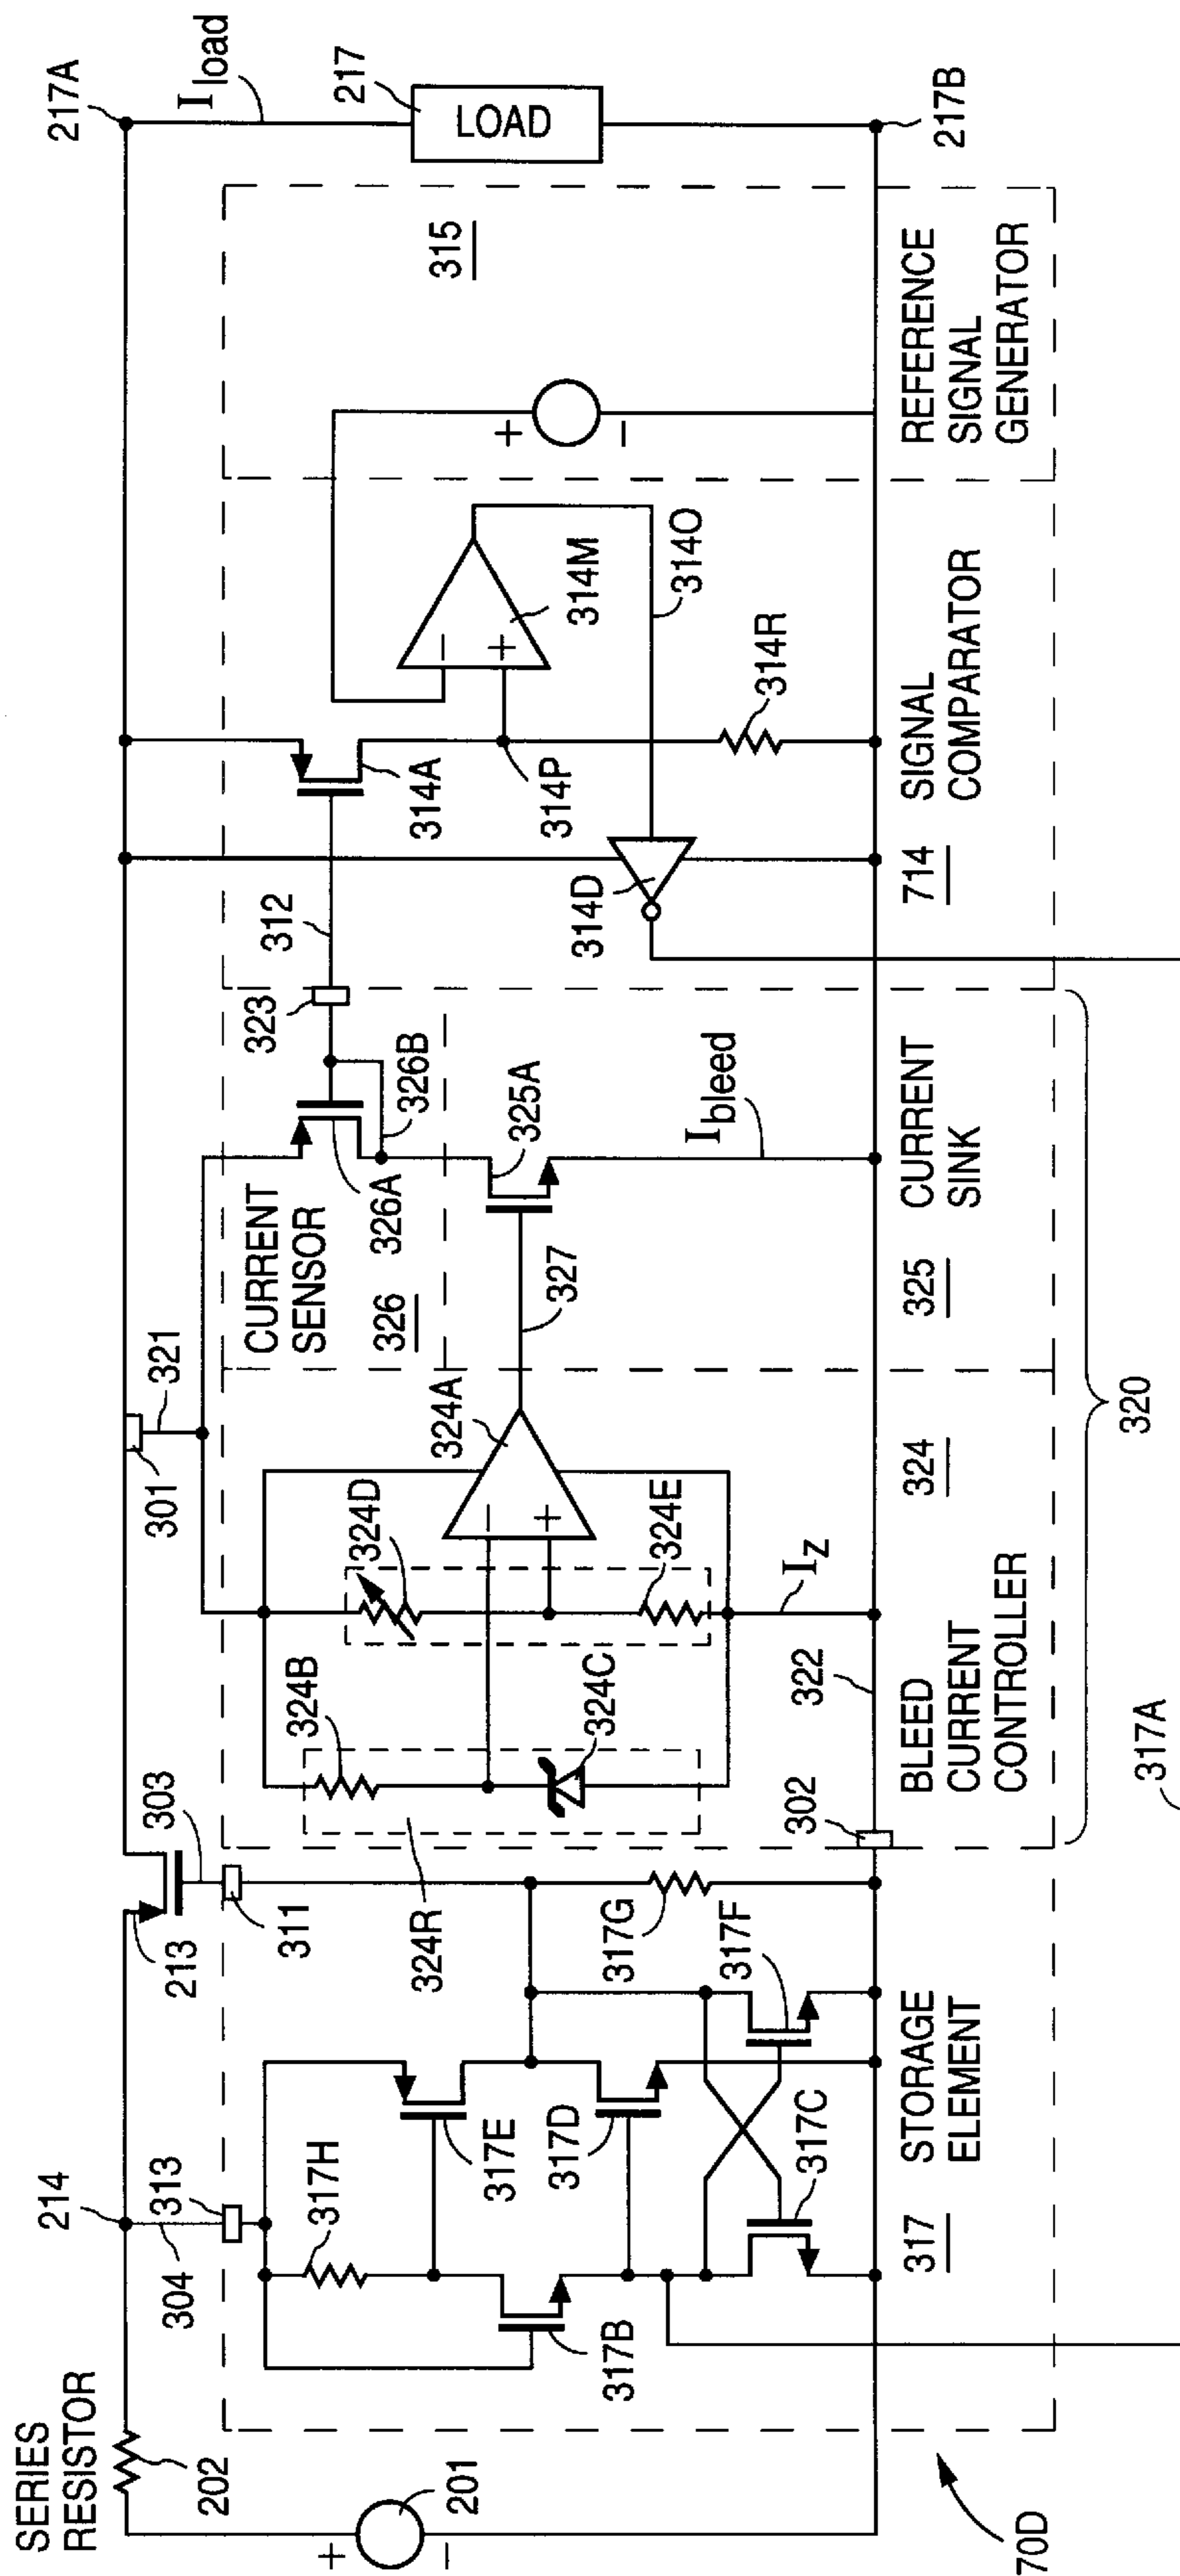 SERIES
RESISTOR
202
+
201
−
214
304
313
213
303
311
301
321
217A
I load
217
LOAD
217B
317H
317E
317B
317D
317G
317F
317C
317
STORAGE
ELEMENT
324B
324R
324C
324D
324E
324A
−
+
I Z
322
302
BLEED
CURRENT
CONTROLLER
324
CURRENT
SENSOR
326
326A
326B
323
312
327
325A
I bleed
CURRENT
SINK
325
320
314A
314P
314M
−
+
314O
314D
314R
SIGNAL
COMPARATOR
714
315
+
−
REFERENCE
SIGNAL
GENERATOR
317A
70D